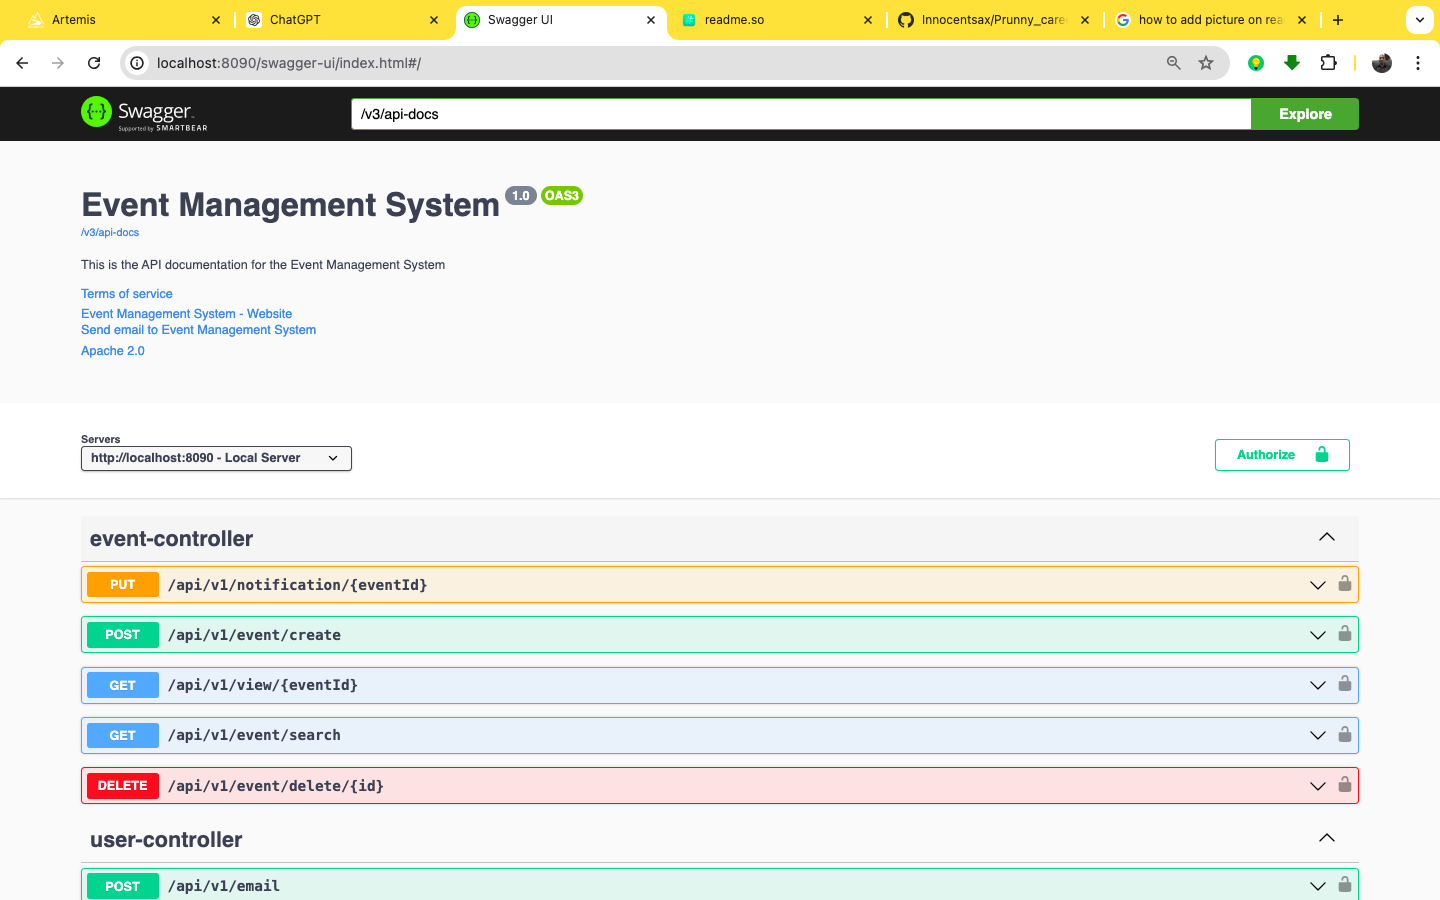 Artemis
ChatGPT
Swagger UI
readme.so
Innocentsax/Prunny_care
how to add picture on rea
localhost:8090/swagger-ui/index.html#/
Swagger.
Supported by SMARTBEAR
/v3/api-docs
Explore
Event Management System 1.0 OAS3
/v3/api-docs
This is the API documentation for the Event Management System
Terms of service
Event Management System - Website
Send email to Event Management System
Apache 2.0
Servers
http://localhost:8090 - Local Server
Authorize
event-controller
PUT /api/v1/notification/{eventId}
POST /api/v1/event/create
GET /api/v1/view/{eventId}
GET /api/v1/event/search
DELETE /api/v1/event/delete/{id}
user-controller
POST /api/v1/email